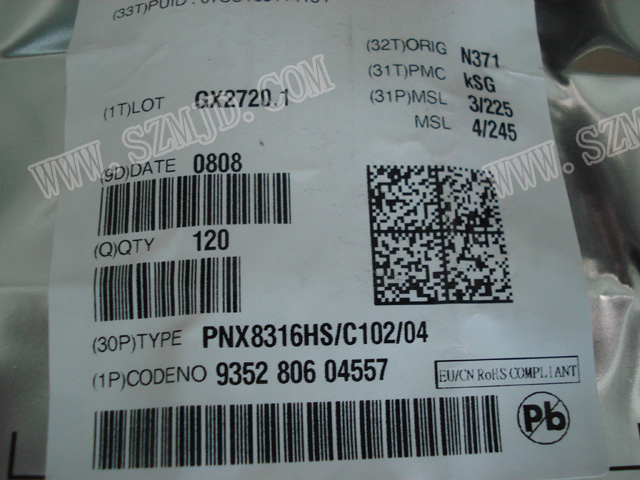 (33T)PUID :
(32T)ORIG N371
(31T)PMC kSG
(1T)LOT GX2720.1
(31P)MSL 3/225
MSL 4/245
WWW.SZMJD.COM
(9D)DATE 0808
(Q)QTY 120
(30P)TYPE PNX8316HS/C102/04
(1P)CODENO 9352 806 04557
EU/CN RoHS COMPLIANT
Pb